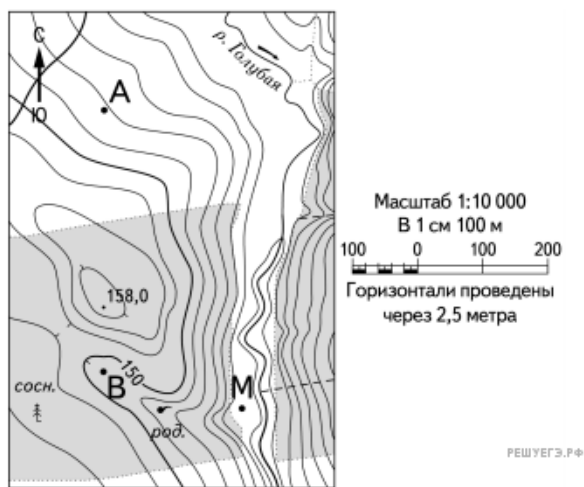 С
Ю
А
р. Голубая
158,0
150
В
М
сосн.
род.
Масштаб 1:10 000
В 1 см 100 м
100 0 100 200
Горизонтали проведены
через 2,5 метра
РЕШУЕГЭ.РФ